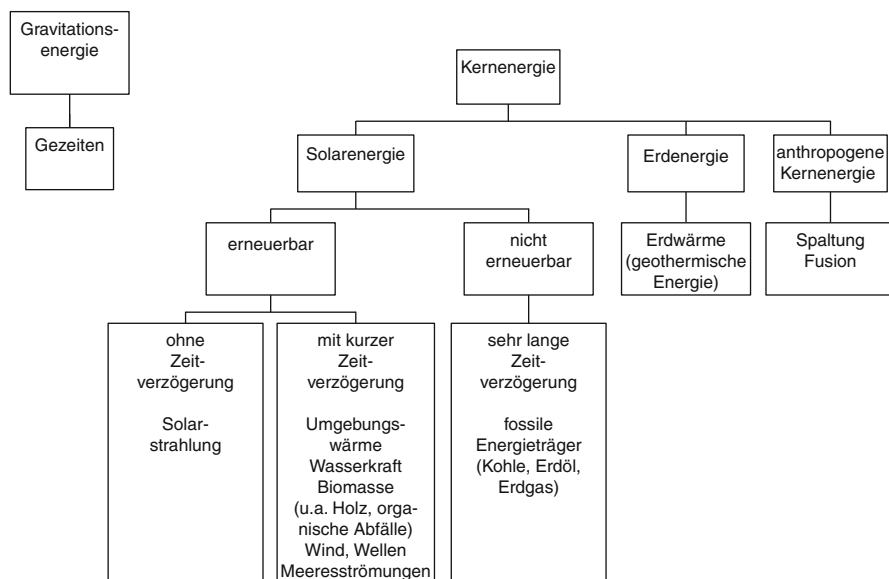 Gravitations-
energie
Gezeiten
Kernenergie
Solarenergie
Erdenergie
anthropogene
Kernenergie
erneuerbar
nicht
erneuerbar
Erdwärme
(geothermische
Energie)
Spaltung
Fusion
ohne
Zeit-
verzögerung
Solar-
strahlung
mit kurzer
Zeit-
verzögerung
Umgebungs-
wärme
Wasserkraft
Biomasse
(u.a. Holz, orga-
nische Abfälle)
Wind, Wellen
Meeresströmungen
sehr lange
Zeit-
verzögerung
fossile
Energieträger
(Kohle, Erdöl,
Erdgas)